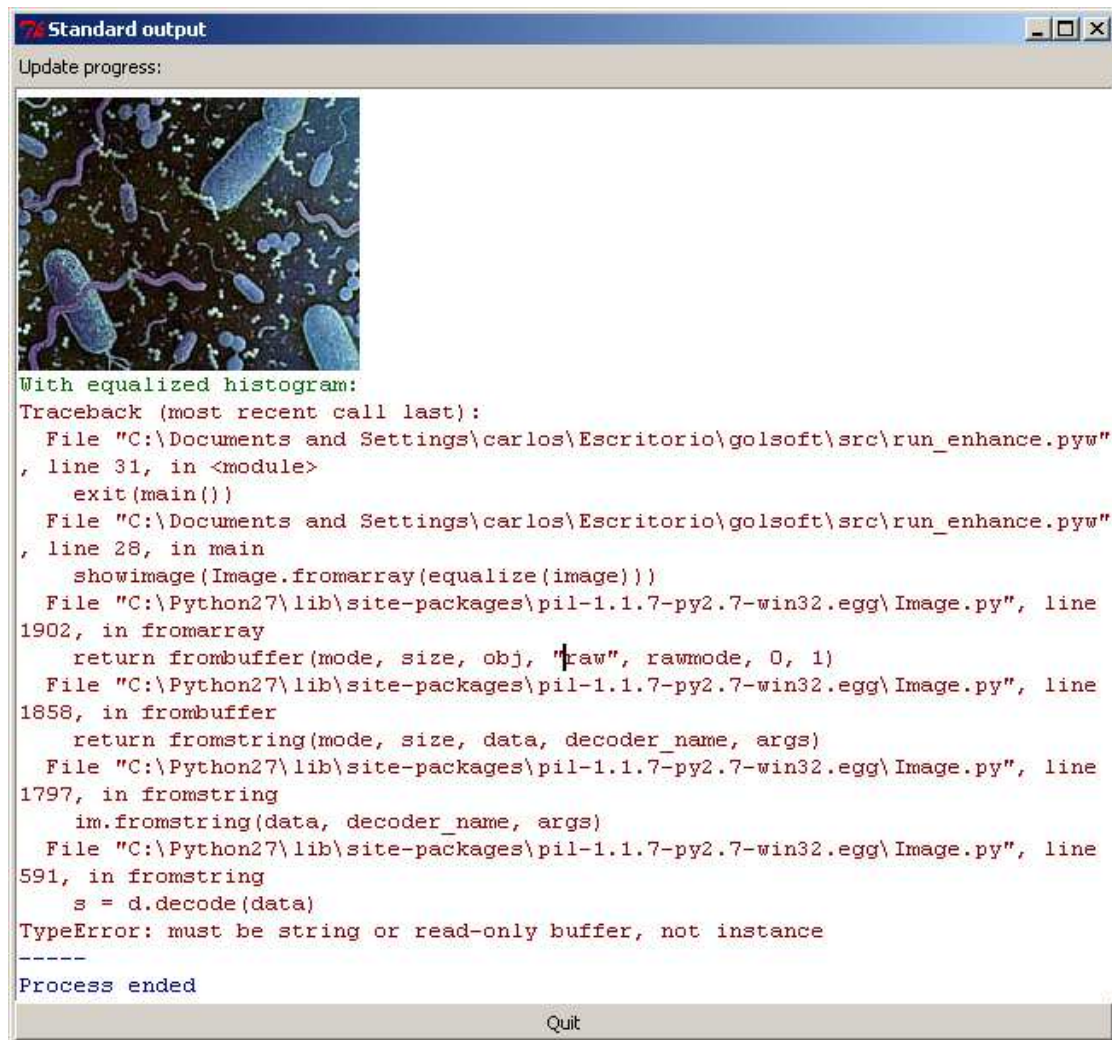 Standard output
Update progress:
With equalized histogram:
Traceback (most recent call last):
  File "C:\Documents and Settings\carlos\Escritorio\golsoft\src\run_enhance.pyw"
, line 31, in <module>
    exit(main())
  File "C:\Documents and Settings\carlos\Escritorio\golsoft\src\run_enhance.pyw"
, line 28, in main
    showimage(Image.fromarray(equalize(image)))
  File "C:\Python27\lib\site-packages\pil-1.1.7-py2.7-win32.egg\Image.py", line
1902, in fromarray
    return frombuffer(mode, size, obj, "raw", rawmode, 0, 1)
  File "C:\Python27\lib\site-packages\pil-1.1.7-py2.7-win32.egg\Image.py", line
1858, in frombuffer
    return fromstring(mode, size, data, decoder_name, args)
  File "C:\Python27\lib\site-packages\pil-1.1.7-py2.7-win32.egg\Image.py", line
1797, in fromstring
    im.fromstring(data, decoder_name, args)
  File "C:\Python27\lib\site-packages\pil-1.1.7-py2.7-win32.egg\Image.py", line
591, in fromstring
    s = d.decode(data)
TypeError: must be string or read-only buffer, not instance
-----
Process ended
Quit